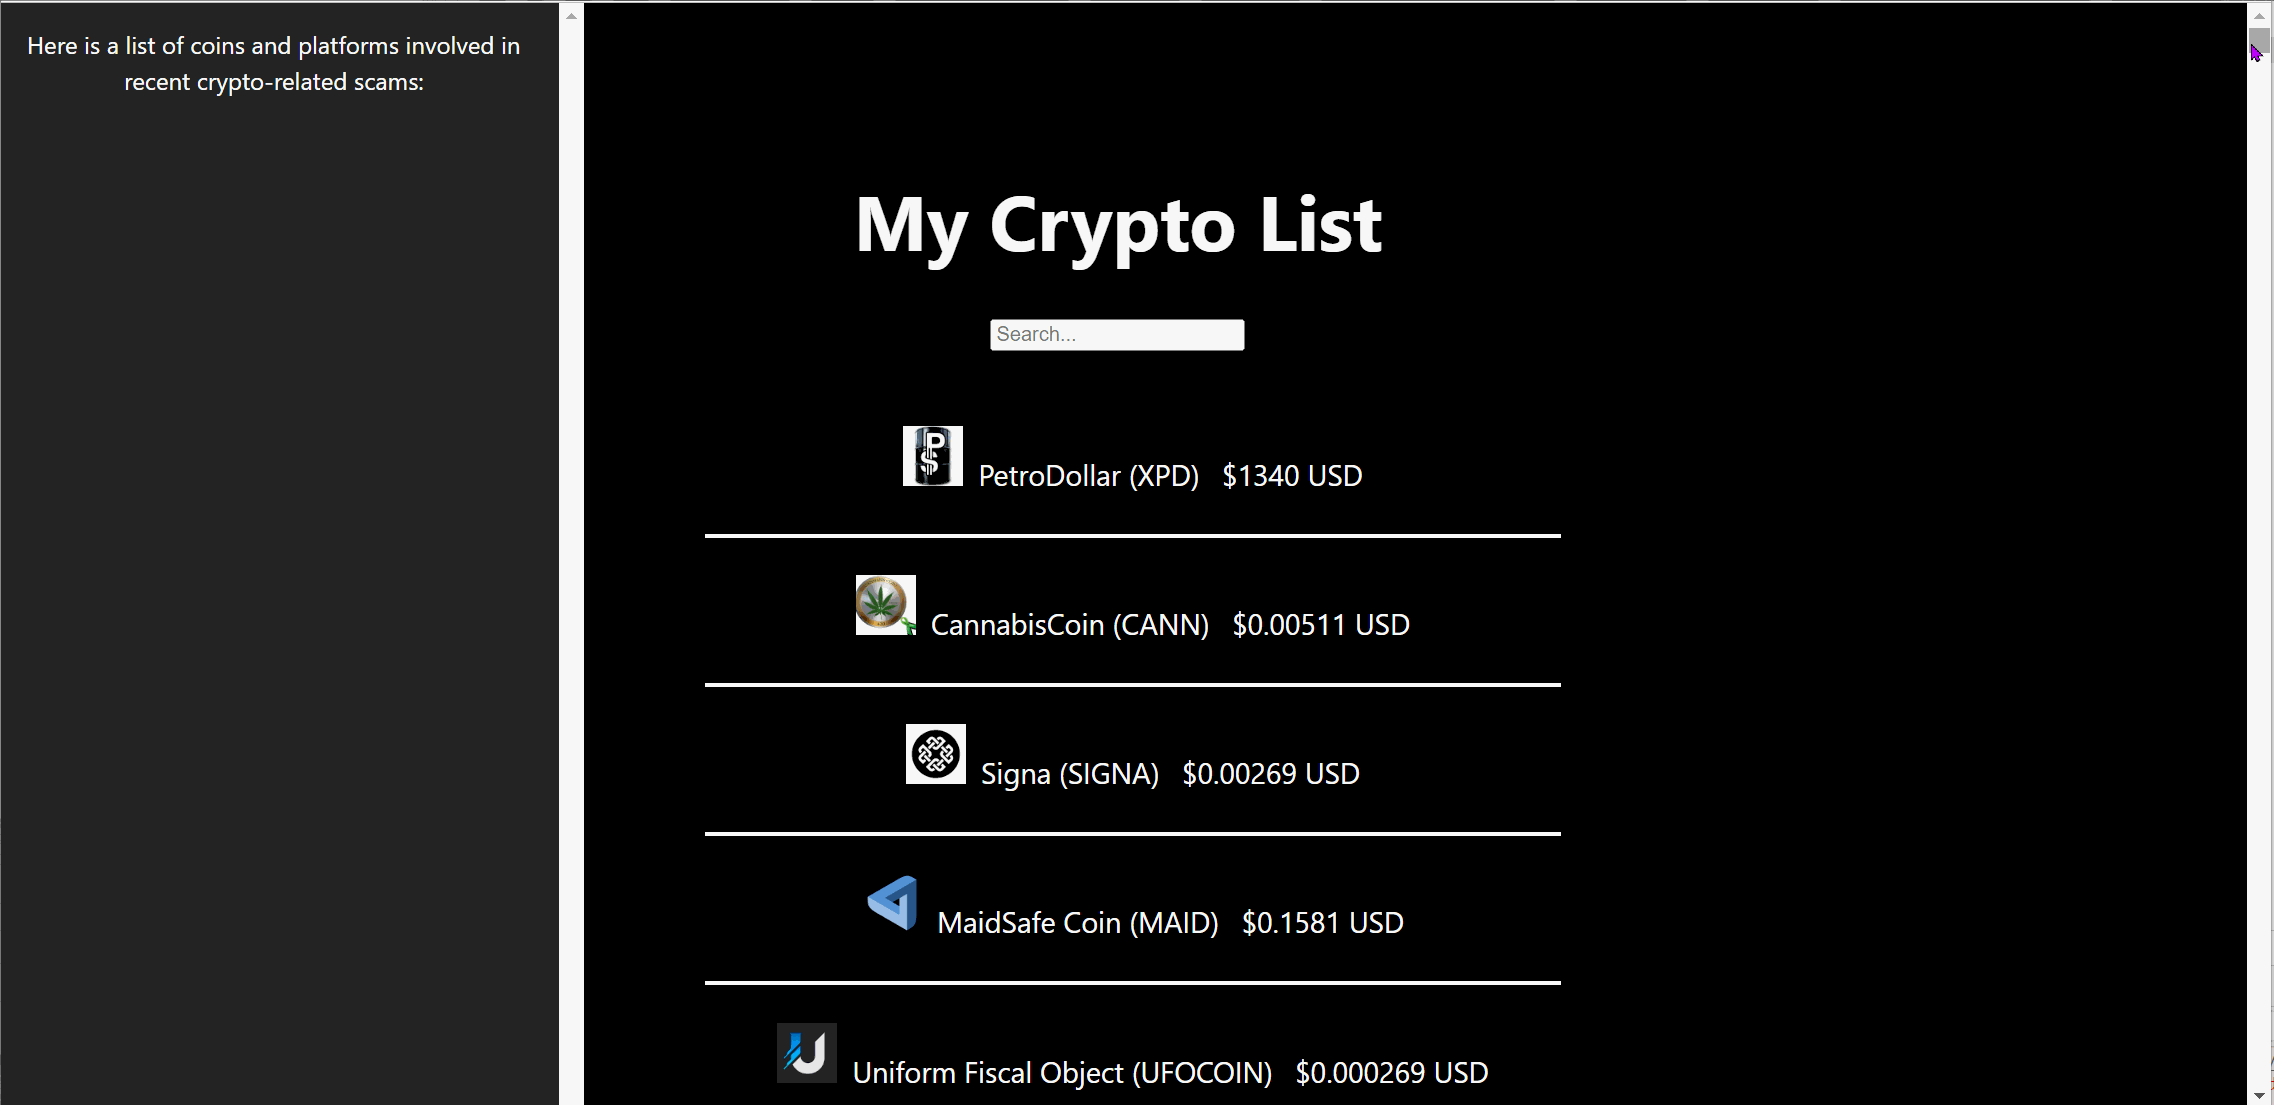 Here is a list of coins and platforms involved in
recent crypto-related scams:
My Crypto List
Search...
PetroDollar (XPD) $1340 USD
CannabisCoin (CANN) $0.00511 USD
Signa (SIGNA) $0.00269 USD
MaidSafe Coin (MAID) $0.1581 USD
Uniform Fiscal Object (UFOCOIN) $0.000269 USD